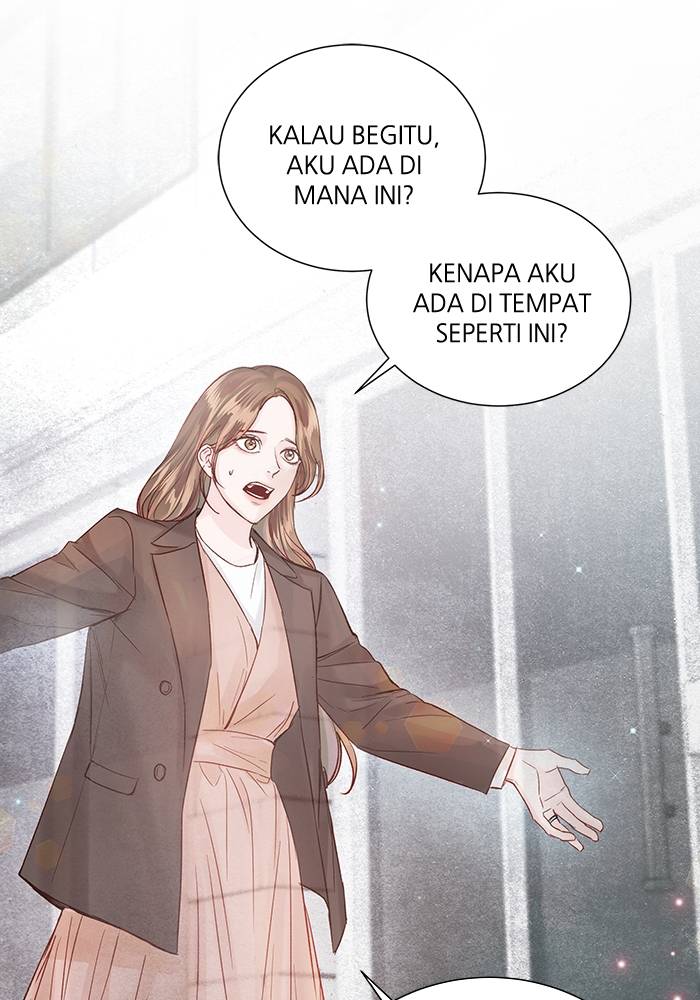 KALAU BEGITU,
AKU ADA DI
MANA INI?
KENAPA AKU
ADA DI TEMPAT
SEPERTI INI?